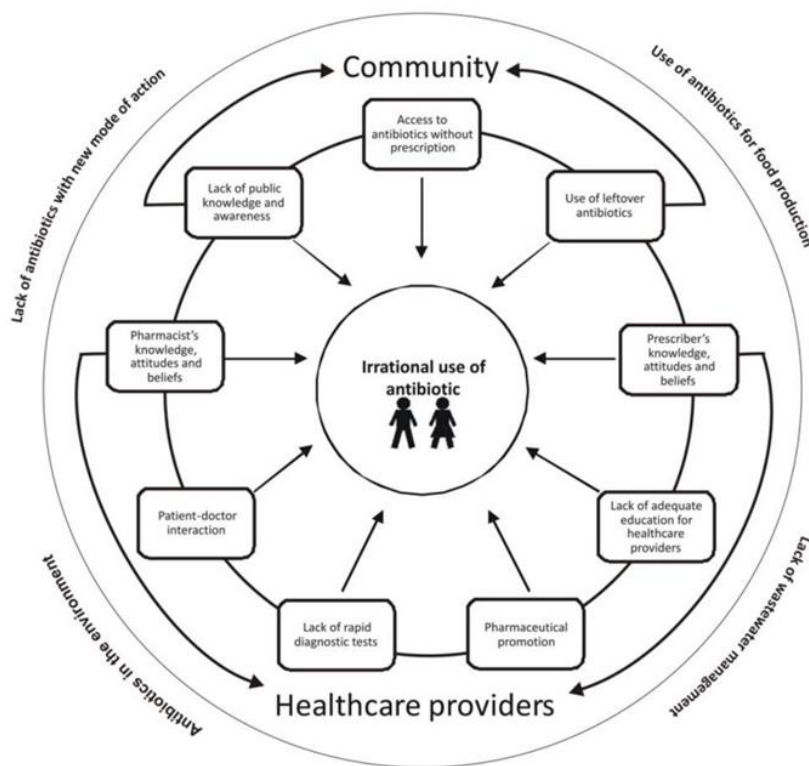 Community
Lack of antibiotics with new mode of action
Use of antibiotics for food production
Access to
antibiotics without
prescription
Lack of public
knowledge and
awareness
Use of leftover
antibiotics
Pharmacist's
knowledge,
attitudes and
beliefs
Irrational use of
antibiotic
Prescriber's
knowledge,
attitudes and
beliefs
Patient-doctor
interaction
Lack of adequate
education for
healthcare
providers
Lack of rapid
diagnostic tests
Pharmaceutical
promotion
Antibiotics in the environment
Lack of wastewater management
Healthcare providers